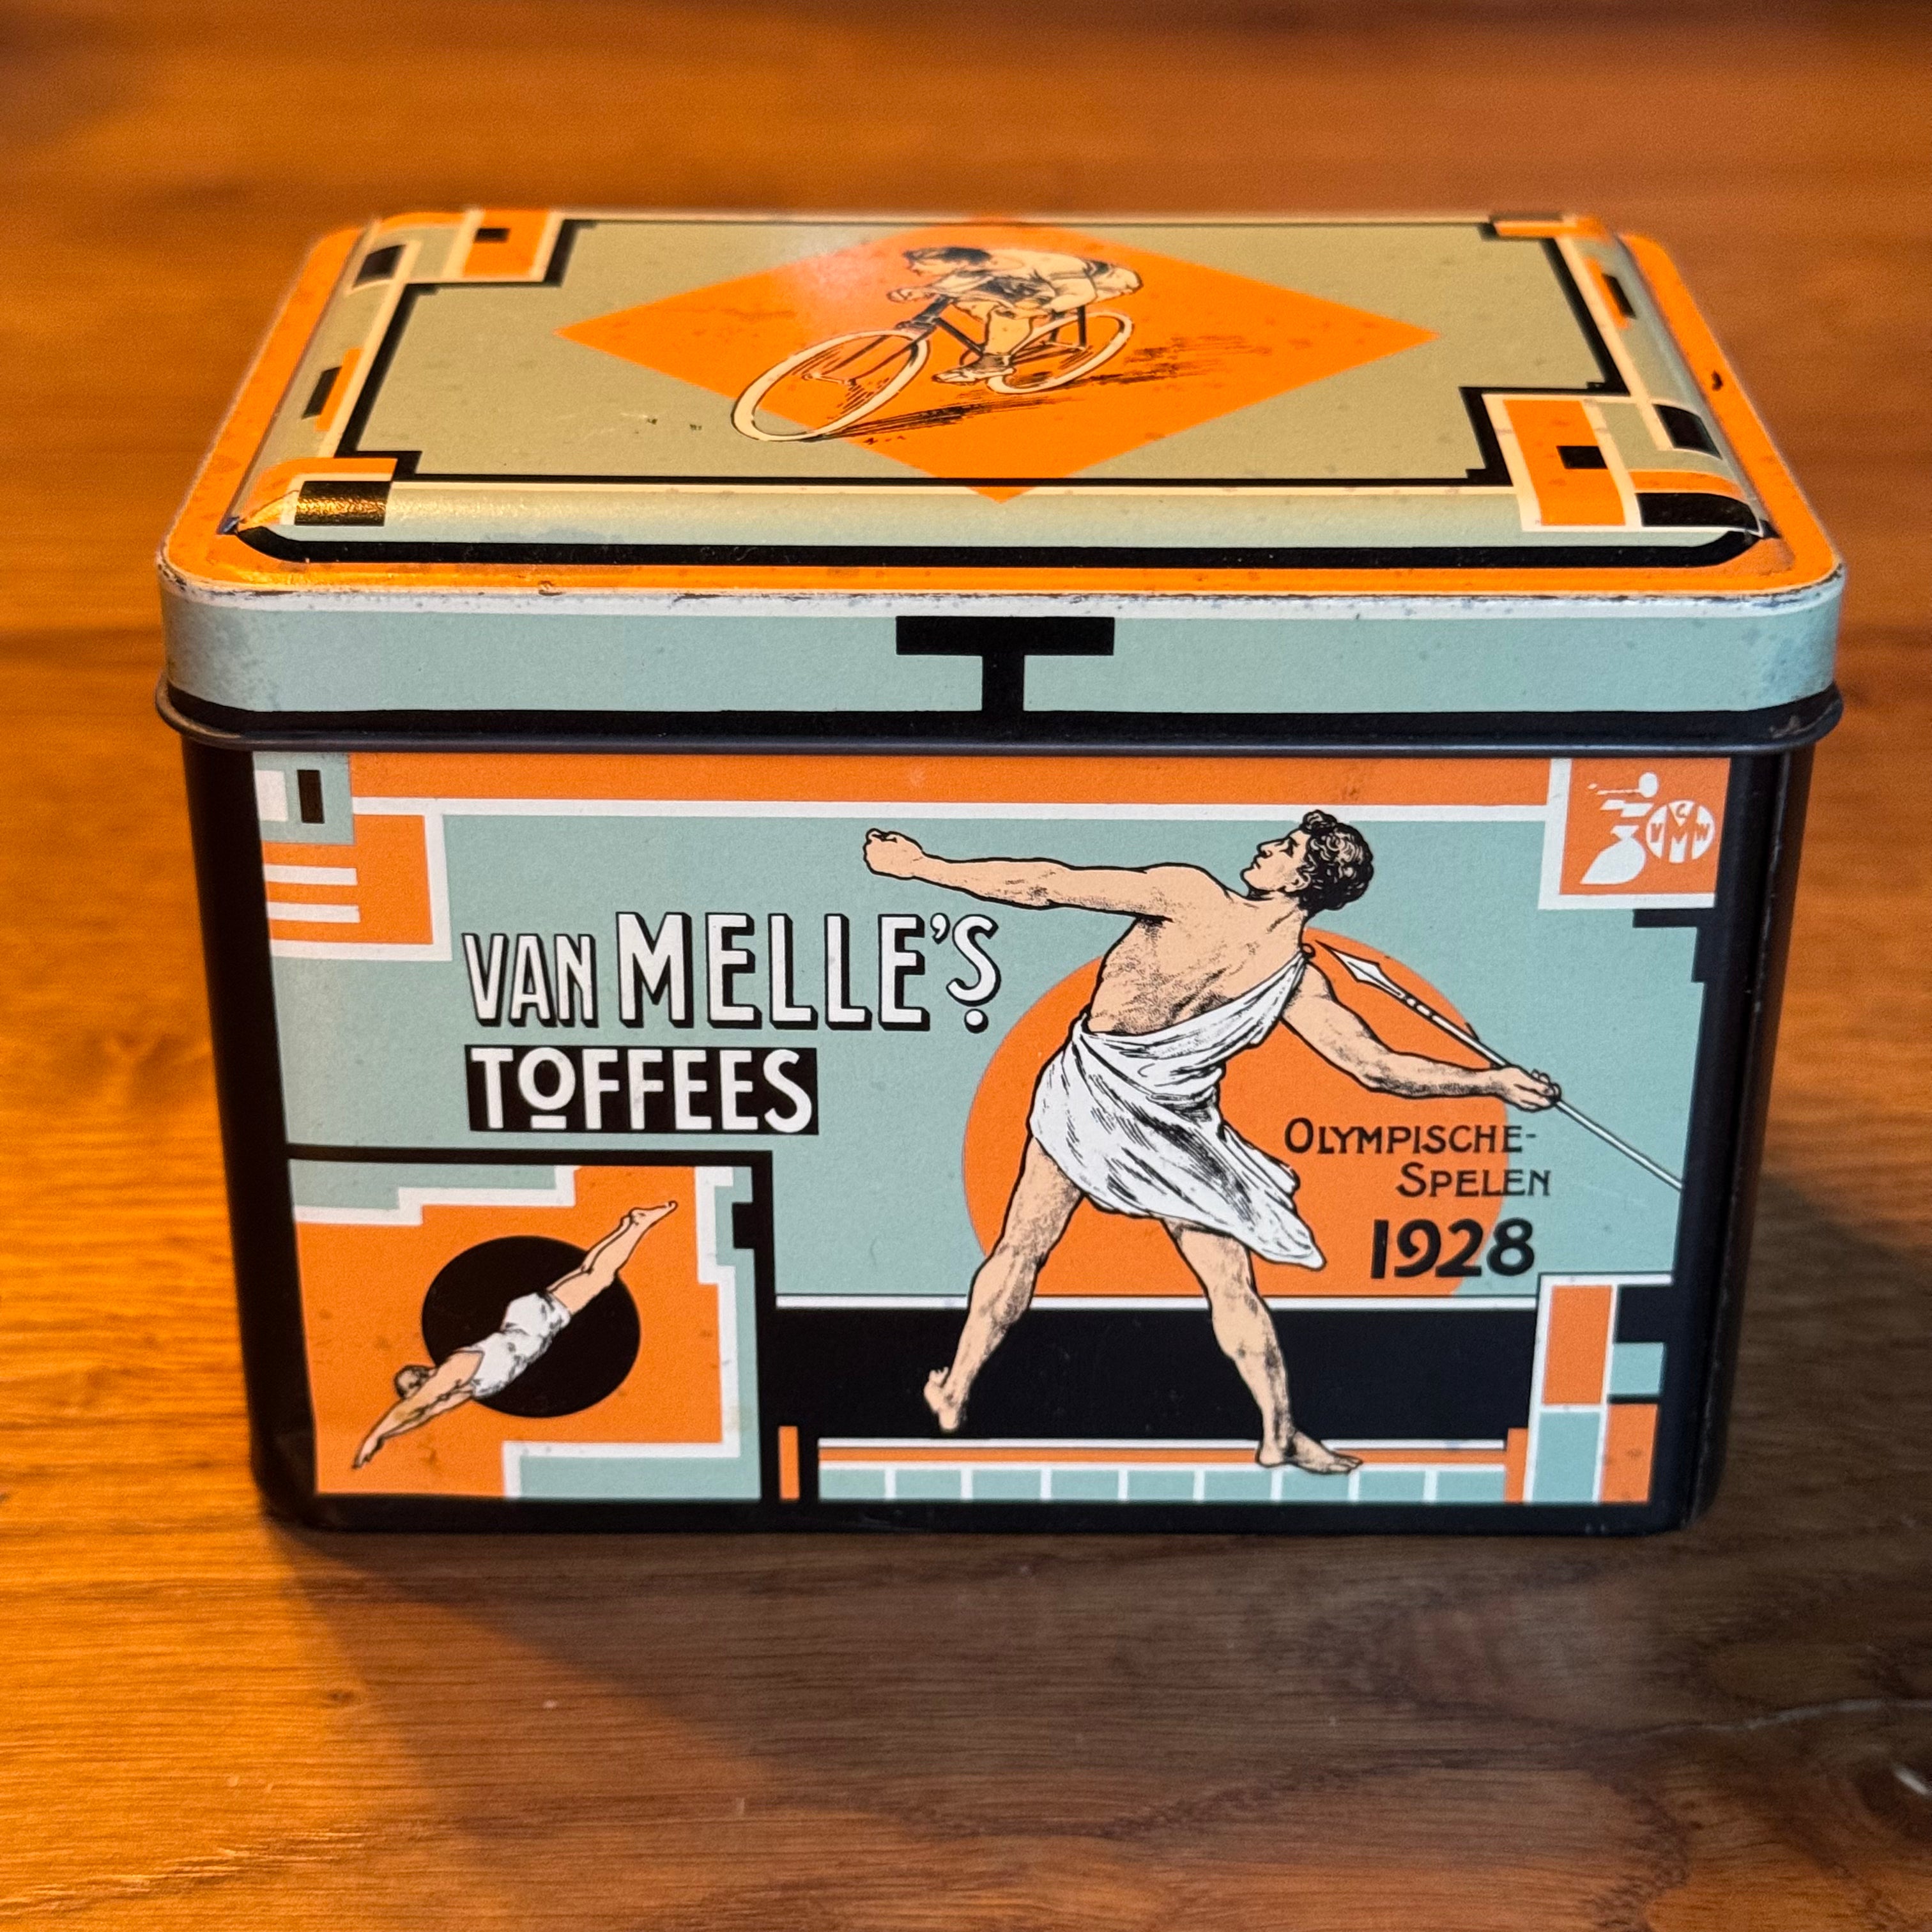 VAN MELLE'S
TOFFEES
OLYMPISCHE-
SPELEN
1928